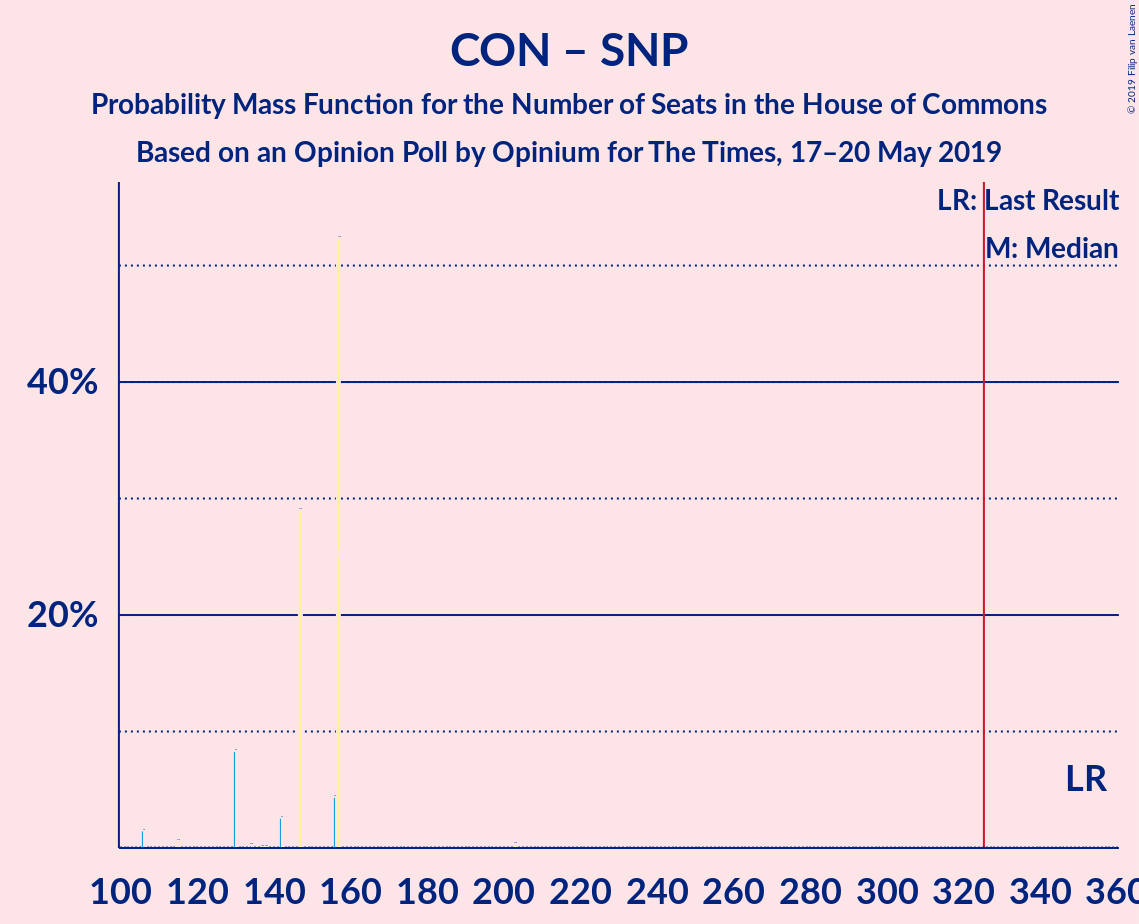 CON – SNP
Probability Mass Function for the Number of Seats in the House of Commons
Based on an Opinion Poll by Opinium for The Times, 17–20 May 2019
© 2019 Filip van Laenen
LR: Last Result
M: Median
40%
20%
LR
100 120 140 160 180 200 220 240 260 280 300 320 340 360